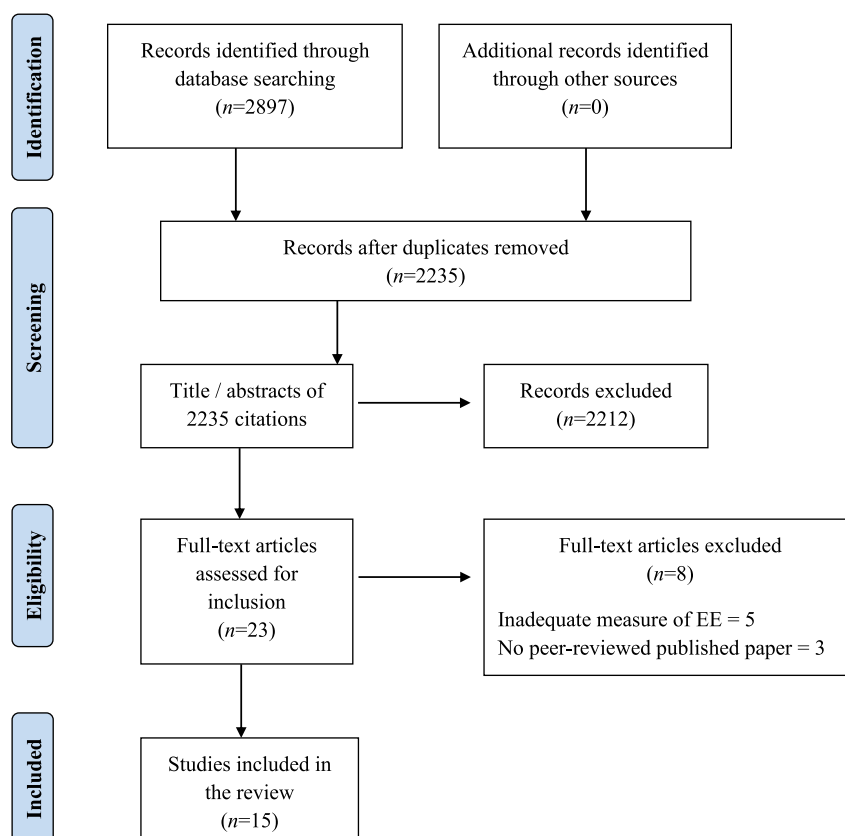 Identification
Records identified through
database searching
(n=2897)
Additional records identified
through other sources
(n=0)
Screening
Records after duplicates removed
(n=2235)
Title / abstracts of
2235 citations
Records excluded
(n=2212)
Eligibility
Full-text articles
assessed for
inclusion
(n=23)
Full-text articles excluded
(n=8)
Inadequate measure of EE = 5
No peer-reviewed published paper = 3
Included
Studies included in
the review
(n=15)